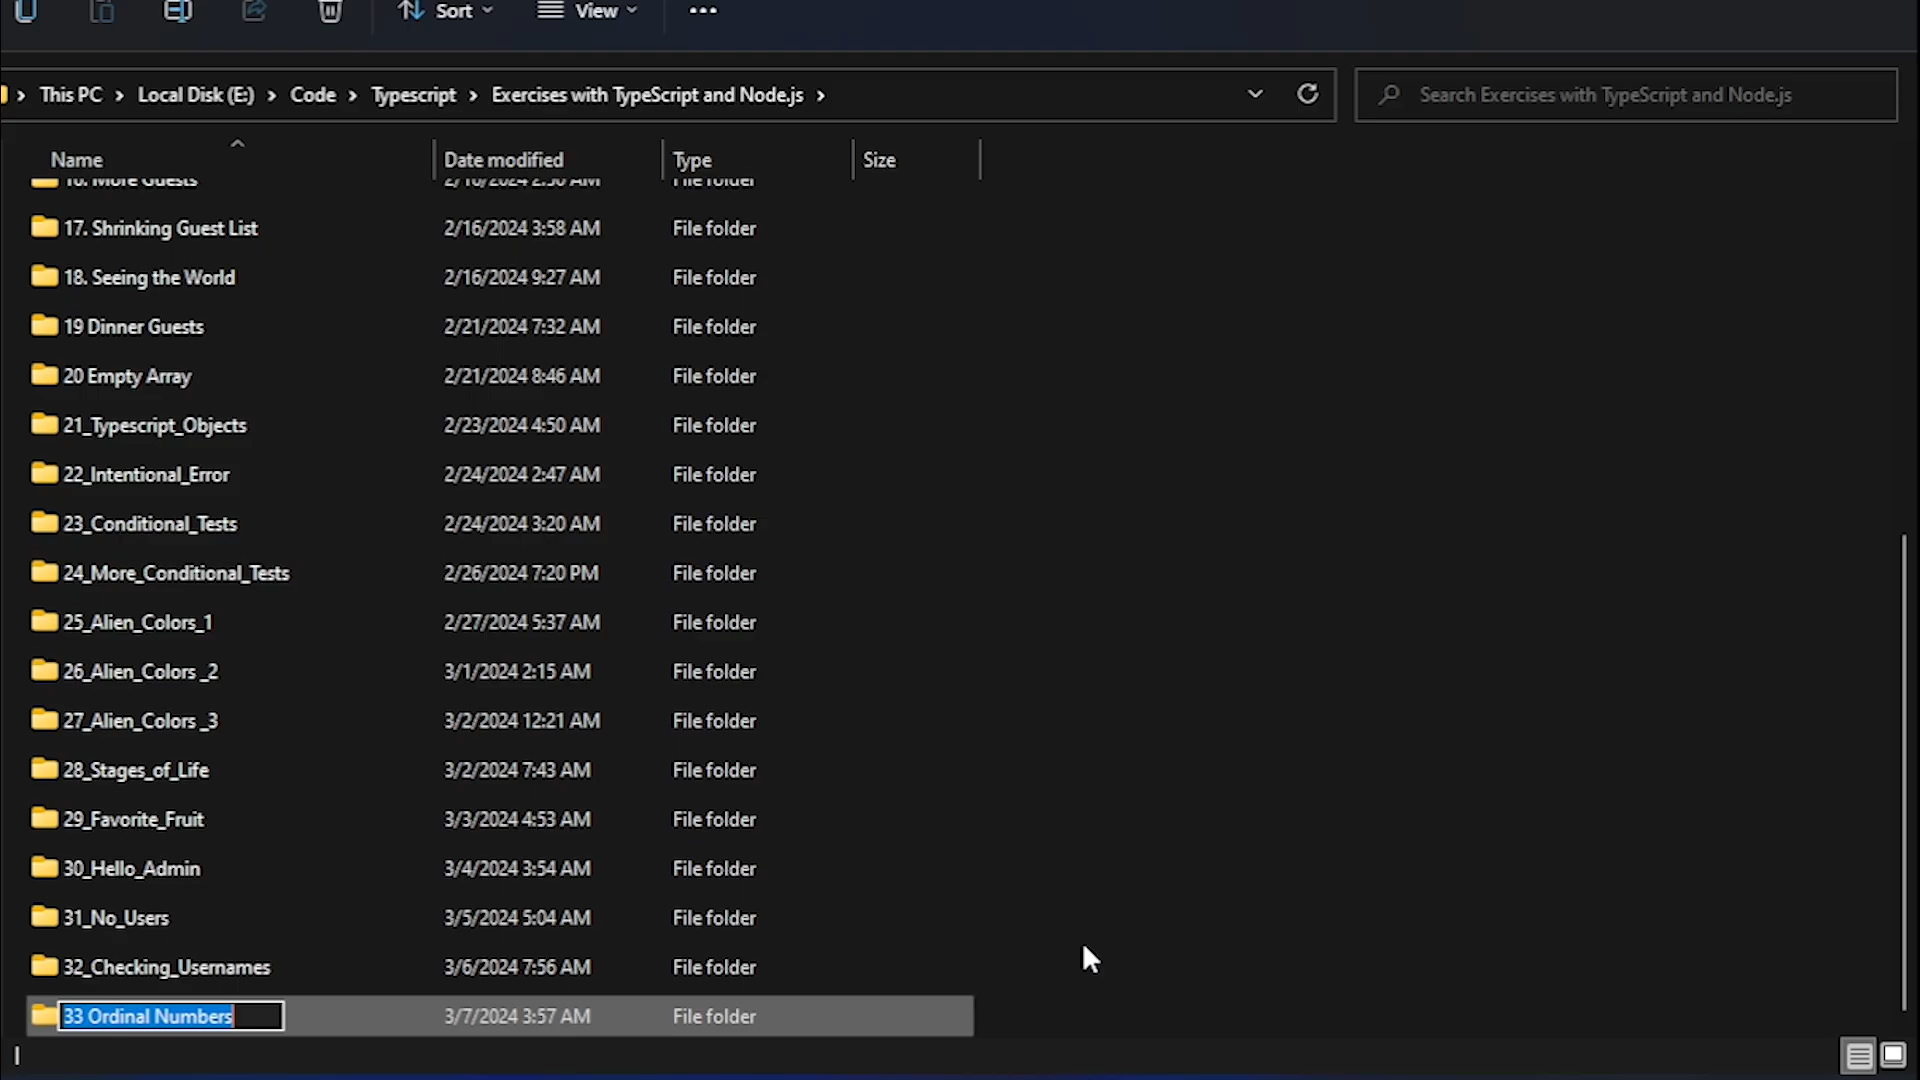 Sort View
This PC Local Disk (E:) Code Typescript Exercises with TypeScript and Node.js
Search Exercises with TypeScript and Node.js
Name Date modified Type Size
16. More Guests
17. Shrinking Guest List 2/16/2024 3:58 AM File folder
18. Seeing the World 2/16/2024 9:27 AM File folder
19 Dinner Guests 2/21/2024 7:32 AM File folder
20 Empty Array 2/21/2024 8:46 AM File folder
21_Typescript_Objects 2/23/2024 4:50 AM File folder
22_Intentional_Error 2/24/2024 2:47 AM File folder
23_Conditional_Tests 2/24/2024 3:20 AM File folder
24_More_Conditional_Tests 2/26/2024 7:20 PM File folder
25_Alien_Colors_1 2/27/2024 5:37 AM File folder
26_Alien_Colors _2 3/1/2024 2:15 AM File folder
27_Alien_Colors _3 3/2/2024 12:21 AM File folder
28_Stages_of_Life 3/2/2024 7:43 AM File folder
29_Favorite_Fruit 3/3/2024 4:53 AM File folder
30_Hello_Admin 3/4/2024 3:54 AM File folder
31_No_Users 3/5/2024 5:04 AM File folder
32_Checking_Usernames 3/6/2024 7:56 AM File folder
33 Ordinal Numbers 3/7/2024 3:57 AM File folder